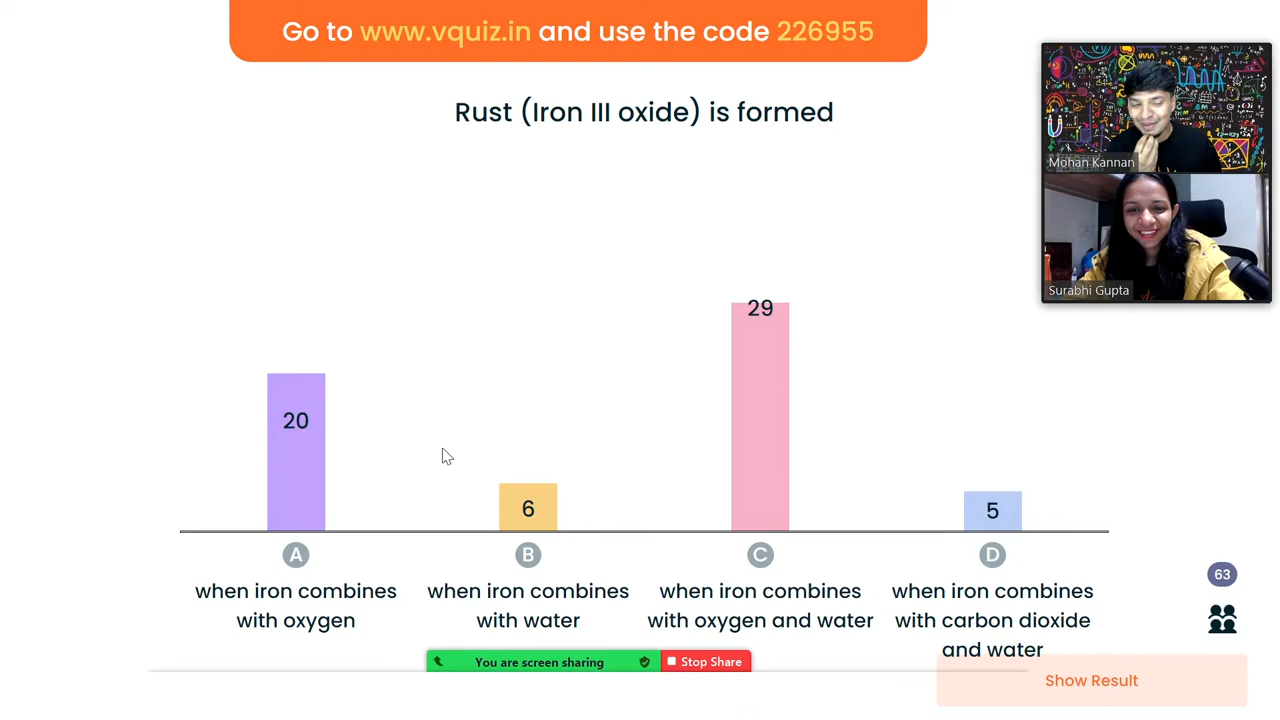 Go to www.vquiz.in and use the code 226955
Rust (Iron III oxide) is formed
Mohan Kannan
Surabhi Gupta
20
6
29
5
A
B
C
D
when iron combines
with oxygen
when iron combines
with water
when iron combines
with oxygen and water
when iron combines
with carbon dioxide
and water
63
You are screen sharing
Stop Share
Show Result